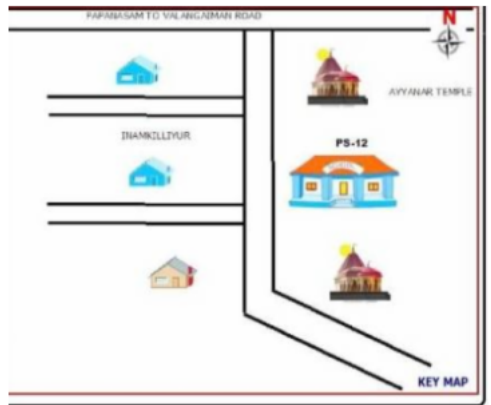 PAPANASAM TO VALANGAIMAN ROAD
N
AYYANAR TEMPLE
INAMKILLIYUR
PS-12
KEY MAP